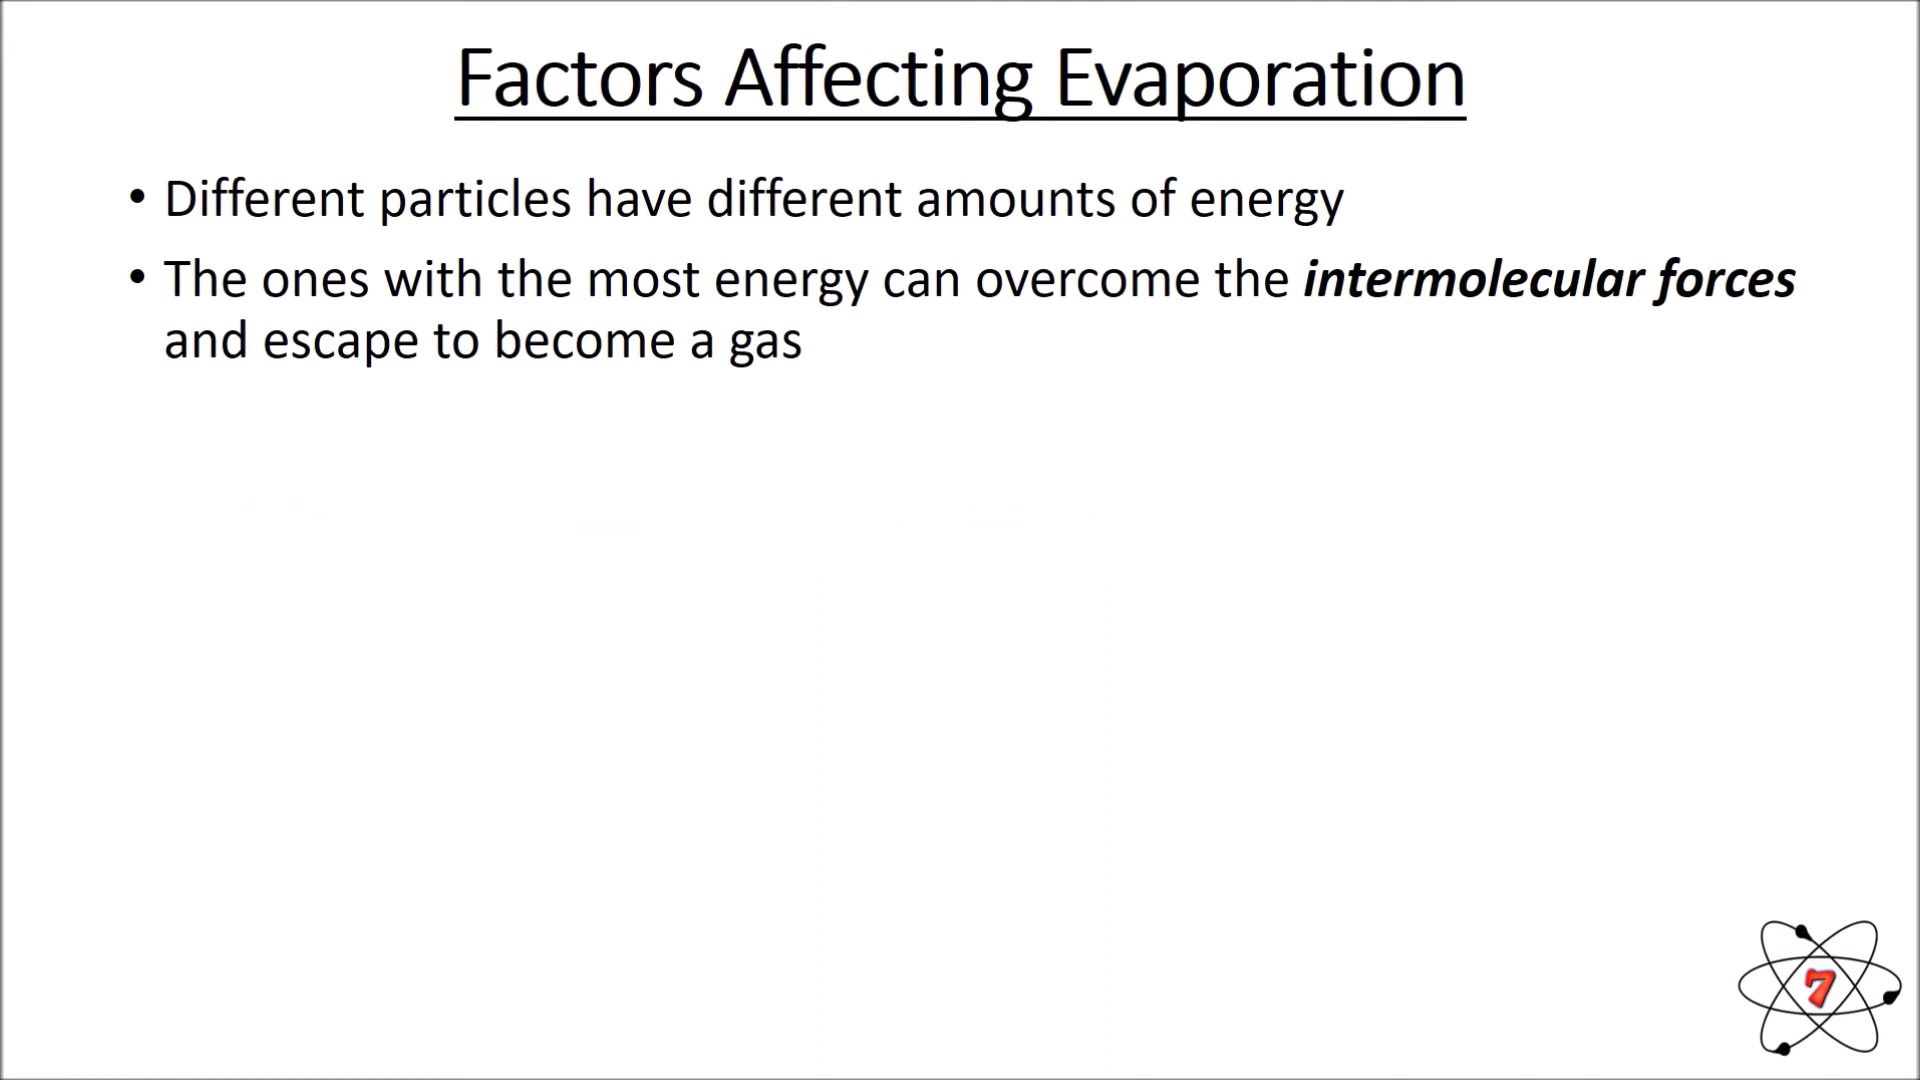 Factors Affecting Evaporation
• Different particles have different amounts of energy
• The ones with the most energy can overcome the intermolecular forces
and escape to become a gas
7